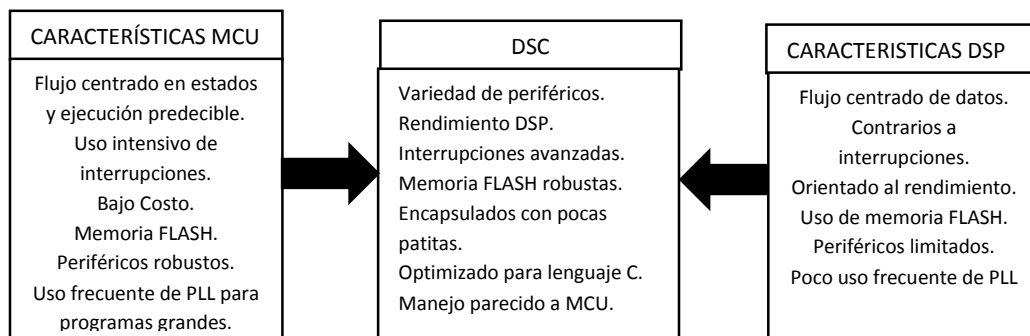 CARACTERÍSTICAS MCU
Flujo centrado en estados
y ejecución predecible.
Uso intensivo de
interrupciones.
Bajo Costo.
Memoria FLASH.
Periféricos robustos.
Uso frecuente de PLL para
programas grandes.
DSC
Variedad de periféricos.
Rendimiento DSP.
Interrupciones avanzadas.
Memoria FLASH robustas.
Encapsulados con pocas
patitas.
Optimizado para lenguaje C.
Manejo parecido a MCU.
CARACTERISTICAS DSP
Flujo centrado de datos.
Contrarios a
interrupciones.
Orientado al rendimiento.
Uso de memoria FLASH.
Periféricos limitados.
Poco uso frecuente de PLL